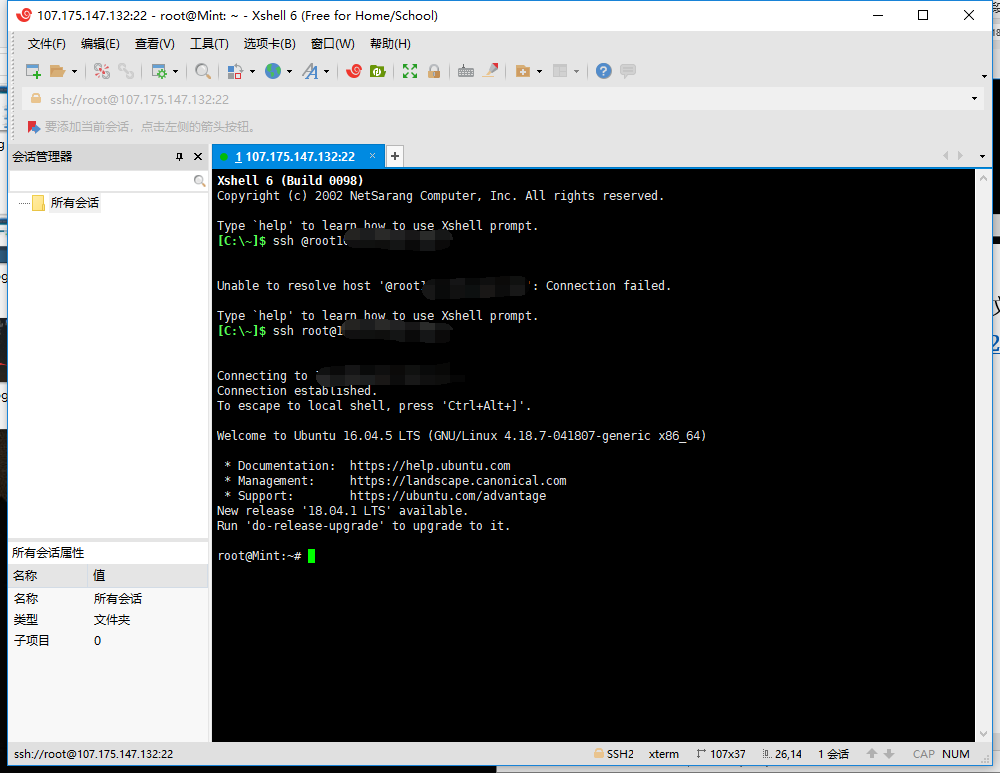 107.175.147.132:22 - root@Mint: ~ - Xshell 6 (Free for Home/School)
文件(F) 编辑(E) 查看(V) 工具(T) 选项卡(B) 窗口(W) 帮助(H)
ssh://root@107.175.147.132:22
要添加当前会话，点击左侧的箭头按钮。
会话管理器
所有会话
所有会话属性
名称 值
名称 所有会话
类型 文件夹
子项目 0
1 107.175.147.132:22
Xshell 6 (Build 0098)
Copyright (c) 2002 NetSarang Computer, Inc. All rights reserved.
Type `help' to learn how to use Xshell prompt.
[C:\~]$ ssh @root1
Unable to resolve host '@root ': Connection failed.
Type `help' to learn how to use Xshell prompt.
[C:\~]$ ssh root@1
Connecting to
Connection established.
To escape to local shell, press 'Ctrl+Alt+]'.
Welcome to Ubuntu 16.04.5 LTS (GNU/Linux 4.18.7-041807-generic x86_64)
* Documentation: https://help.ubuntu.com
* Management: https://landscape.canonical.com
* Support: https://ubuntu.com/advantage
New release '18.04.1 LTS' available.
Run 'do-release-upgrade' to upgrade to it.
root@Mint:~#
ssh://root@107.175.147.132:22 SSH2 xterm 107x37 26,14 1 会话 CAP NUM